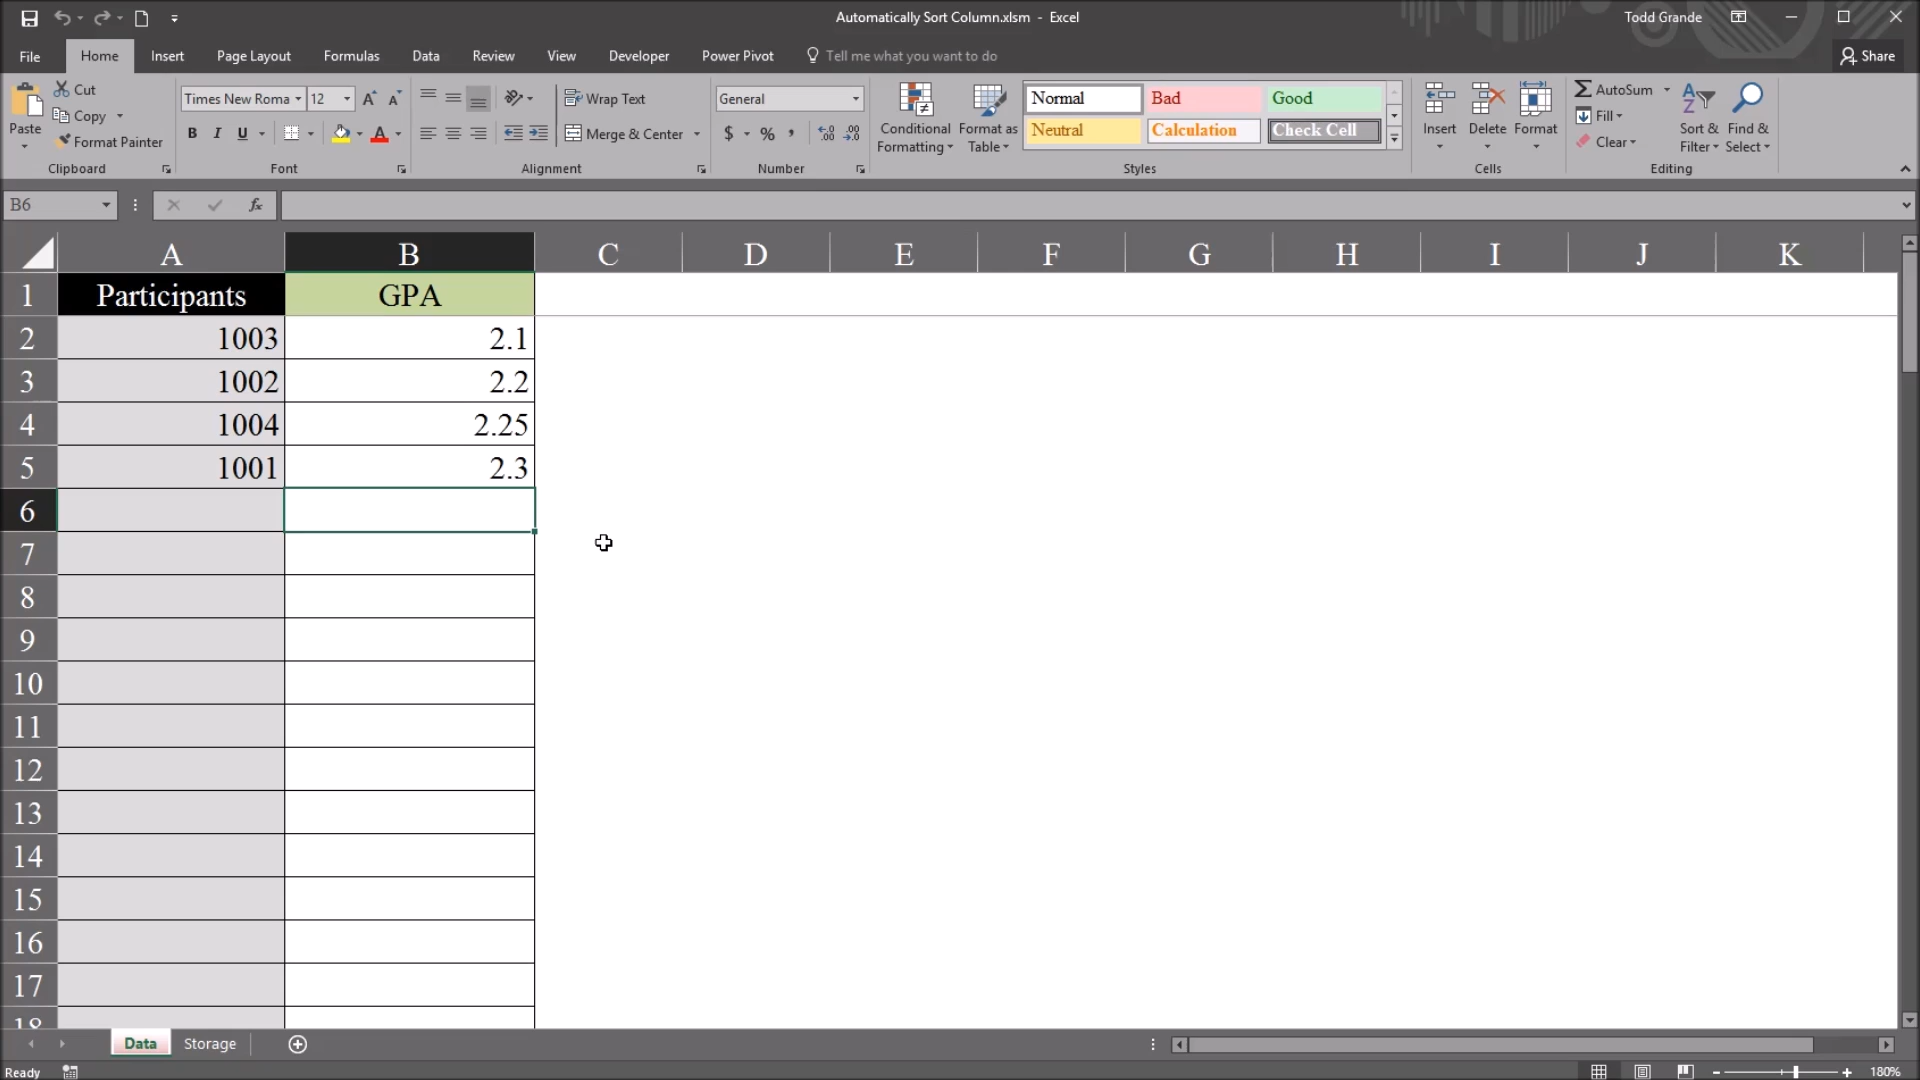 Automatically Sort Column.xlsm - Excel
Todd Grande
File Home Insert Page Layout Formulas Data Review View Developer Power Pivot Tell me what you want to do
Share
Paste
Cut
Copy
Format Painter
Clipboard
Times New Roma 12
B I U
Font
Wrap Text
Merge & Center
Alignment
General
$ % ,
Number
Conditional Formatting
Format as Table
Normal Bad Good
Neutral Calculation Check Cell
Styles
Insert Delete Format
Cells
AutoSum
Fill
Clear
Sort & Filter
Find & Select
Editing
B6 fx
A B C D E F G H I J K
1 Participants GPA
2 1003 2.1
3 1002 2.2
4 1004 2.25
5 1001 2.3
6
7
8
9
10
11
12
13
14
15
16
17
18
Data Storage
Ready
180%